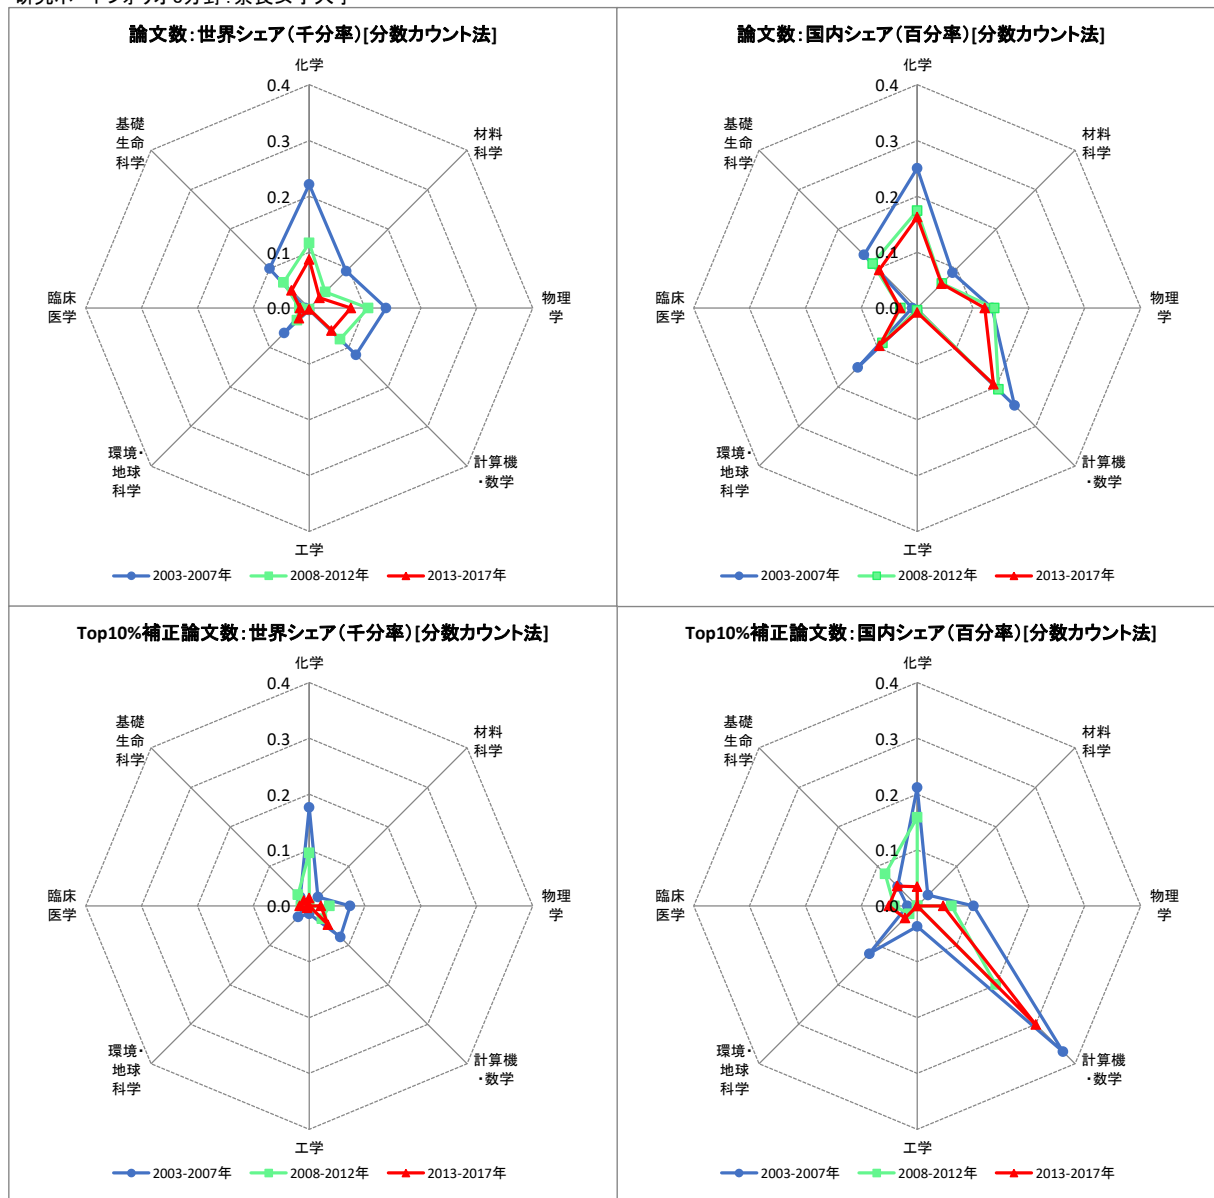 論文数:世界シェア(千分率)[分数カウント法]
化学
0.4
0.3
0.2
0.1
0.0
材料
科学
物理
学
計算機
・数学
工学
環境・
地球
科学
臨床
医学
基礎
生命
科学
2003-2007年 2008-2012年 2013-2017年
論文数:国内シェア(百分率)[分数カウント法]
化学
0.4
0.3
0.2
0.1
0.0
材料
科学
物理
学
計算機
・数学
工学
環境・
地球
科学
臨床
医学
基礎
生命
科学
2003-2007年 2008-2012年 2013-2017年
Top10%補正論文数:世界シェア(千分率)[分数カウント法]
化学
0.4
0.3
0.2
0.1
0.0
材料
科学
物理
学
計算機
・数学
工学
環境・
地球
科学
臨床
医学
基礎
生命
科学
2003-2007年 2008-2012年 2013-2017年
Top10%補正論文数:国内シェア(百分率)[分数カウント法]
化学
0.4
0.3
0.2
0.1
0.0
材料
科学
物理
学
計算機
・数学
工学
環境・
地球
科学
臨床
医学
基礎
生命
科学
2003-2007年 2008-2012年 2013-2017年